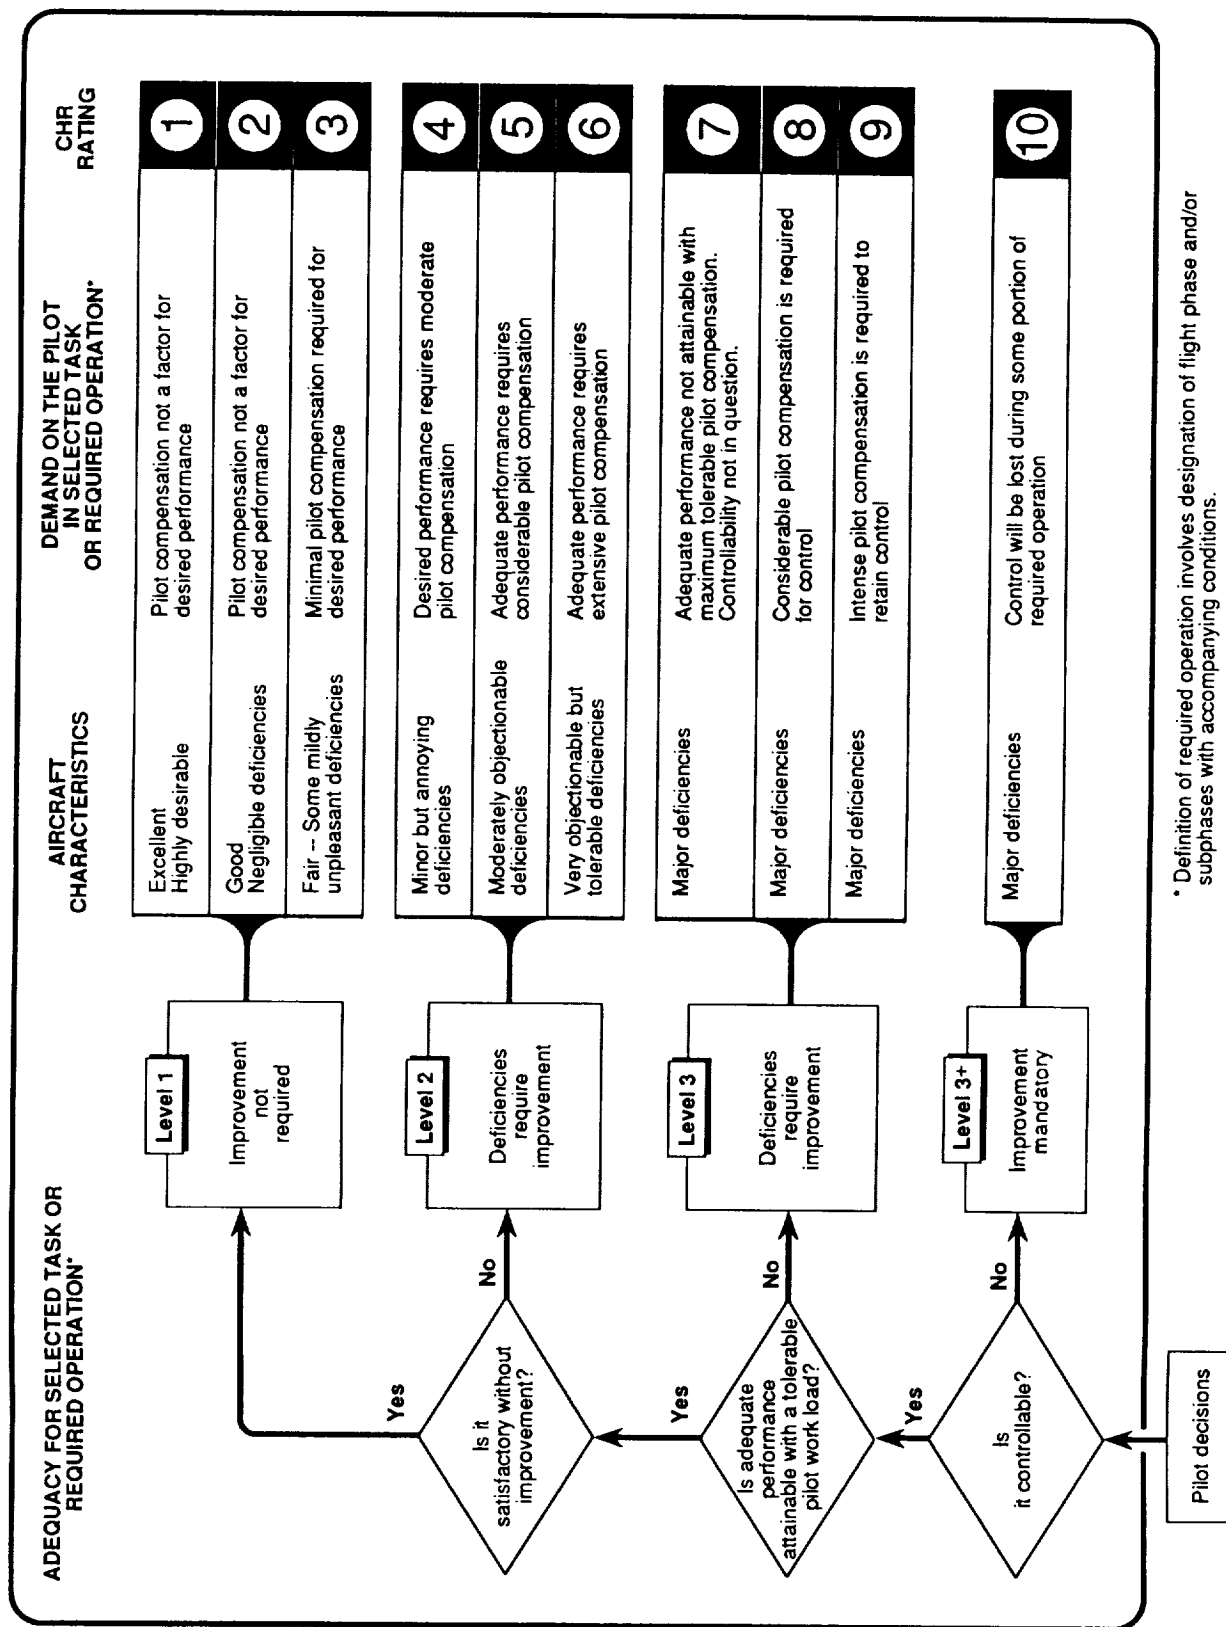 ADEQUACY FOR SELECTED TASK OR
REQUIRED OPERATION*
AIRCRAFT
CHARACTERISTICS
DEMAND ON THE PILOT
IN SELECTED TASK
OR REQUIRED OPERATION*
CHR
RATING
Level 1
Improvement
not
required
Excellent
Highly desirable
Pilot compensation not a factor for
desired performance
1
Good
Negligible deficiencies
Pilot compensation not a factor for
desired performance
2
Fair -- Some mildly
unpleasant deficiencies
Minimal pilot compensation required for
desired performance
3
Yes
Is it
satisfactory without
improvement?
No
Level 2
Deficiencies
require
improvement
Minor but annoying
deficiencies
Desired performance requires moderate
pilot compensation
4
Moderately objectionable
deficiencies
Adequate performance requires
considerable pilot compensation
5
Very objectionable but
tolerable deficiencies
Adequate performance requires
extensive pilot compensation
6
Yes
Is adequate
performance
attainable with a tolerable
pilot work load?
No
Level 3
Deficiencies
require
improvement
Major deficiencies
Adequate performance not attainable with
maximum tolerable pilot compensation.
Controllability not in question.
7
Major deficiencies
Considerable pilot compensation is required
for control
8
Major deficiencies
Intense pilot compensation is required to
retain control
9
Yes
Is
it controllable?
No
Level 3+
Improvement
mandatory
Major deficiencies
Control will be lost during some portion of
required operation
10
Pilot decisions
* Definition of required operation involves designation of flight phase and/or
subphases with accompanying conditions.